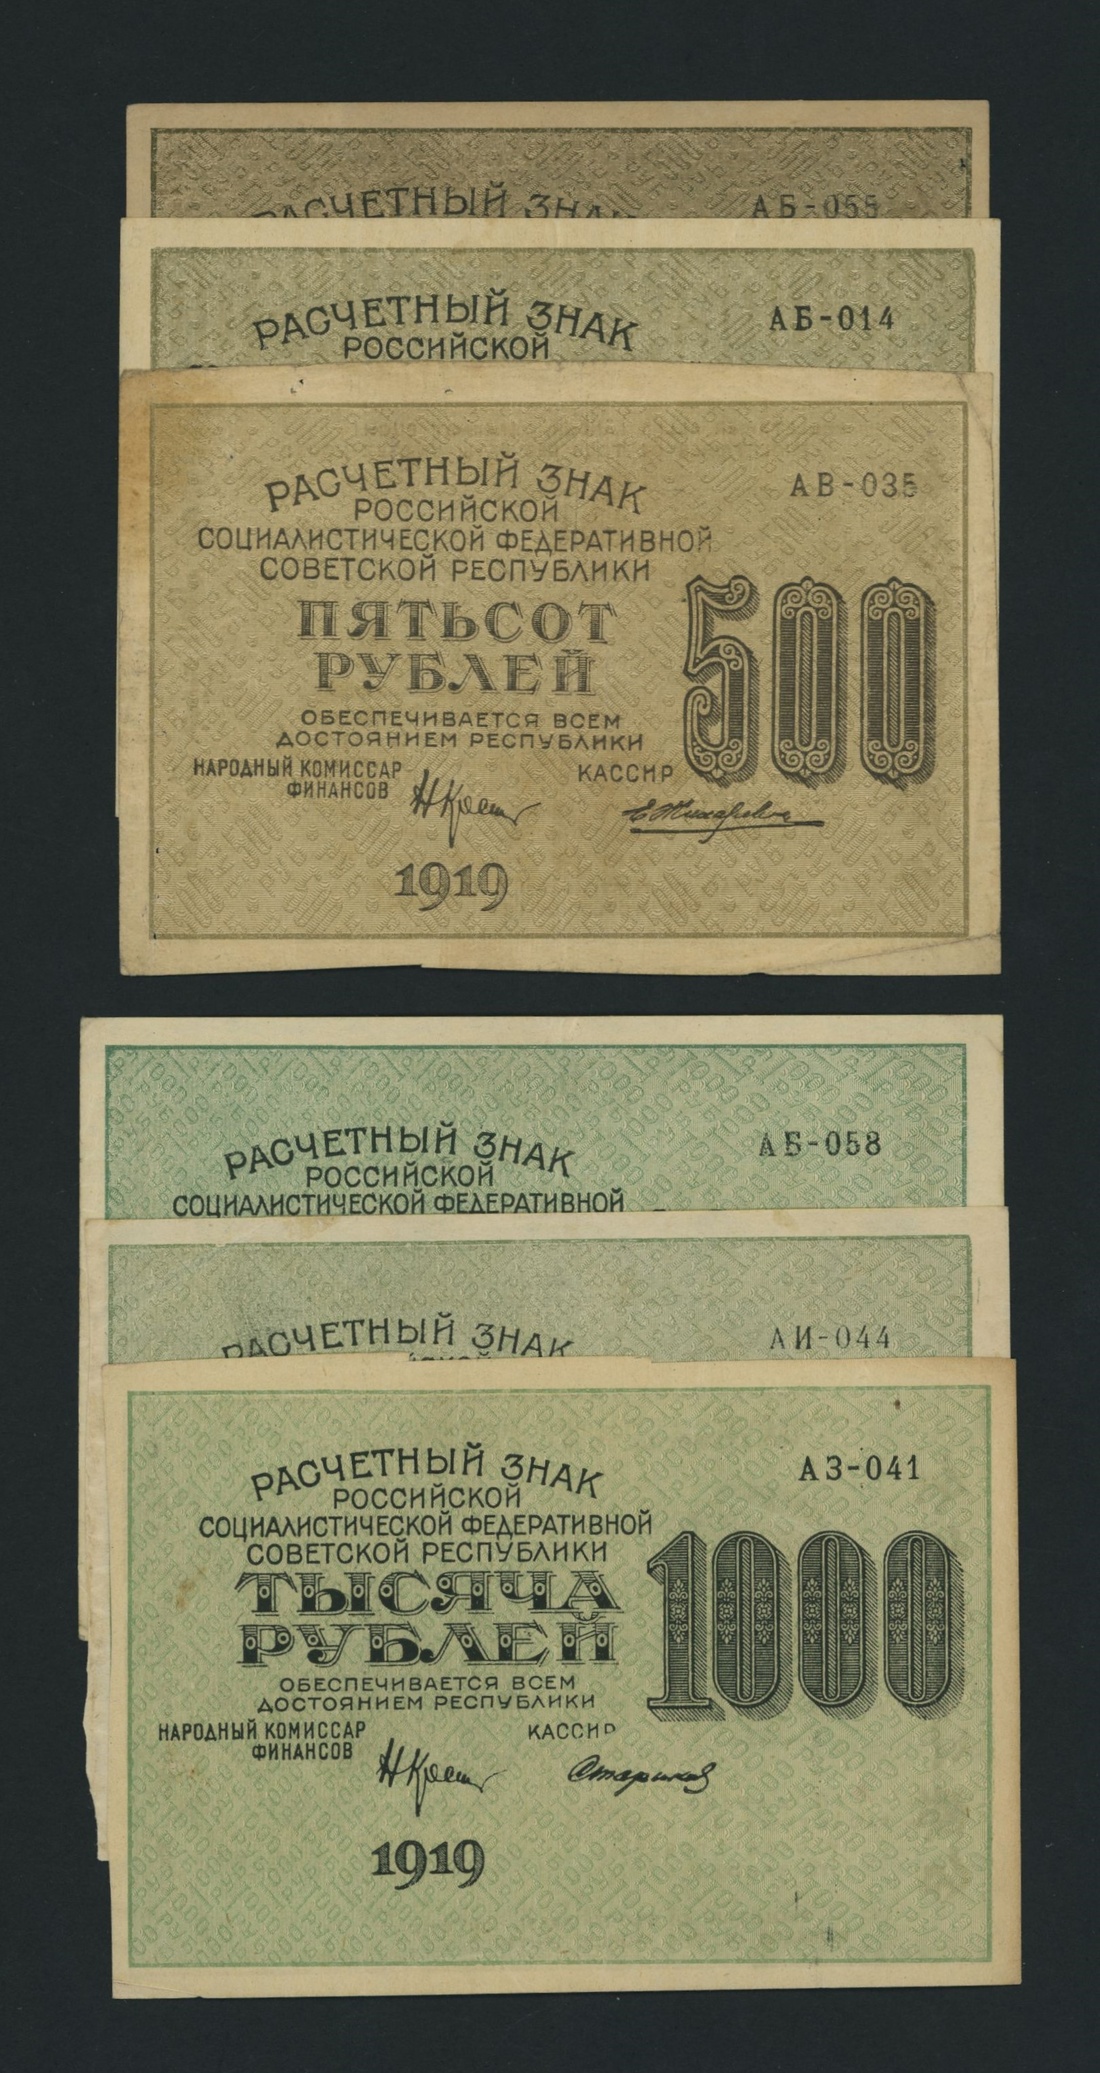 РАСЧЕТНЫЙ ЗНАК
АБ-055
РАСЧЕТНЫЙ ЗНАК
АБ-014
РОССИЙСКОЙ
РАСЧЕТНЫЙ ЗНАК
АВ-035
РОССИЙСКОЙ
СОЦИАЛИСТИЧЕСКОЙ ФЕДЕРАТИВНОЙ
СОВЕТСКОЙ РЕСПУБЛИКИ
ПЯТЬСОТ
РУБЛЕЙ
500
ОБЕСПЕЧИВАЕТСЯ ВСЕМ
ДОСТОЯНИЕМ РЕСПУБЛИКИ
НАРОДНЫЙ КОМИССАР
ФИНАНСОВ
КАССИР
1919
РАСЧЕТНЫЙ ЗНАК
АБ-058
РОССИЙСКОЙ
СОЦИАЛИСТИЧЕСКОЙ ФЕДЕРАТИВНОЙ
РАСЧЕТНЫЙ ЗНАК
АИ-044
РАСЧЕТНЫЙ ЗНАК
АЗ-041
РОССИЙСКОЙ
СОЦИАЛИСТИЧЕСКОЙ ФЕДЕРАТИВНОЙ
СОВЕТСКОЙ РЕСПУБЛИКИ
ТЫСЯЧА
РУБЛЕЙ
1000
ОБЕСПЕЧИВАЕТСЯ ВСЕМ
ДОСТОЯНИЕМ РЕСПУБЛИКИ
НАРОДНЫЙ КОМИССАР
ФИНАНСОВ
КАССИР
1919